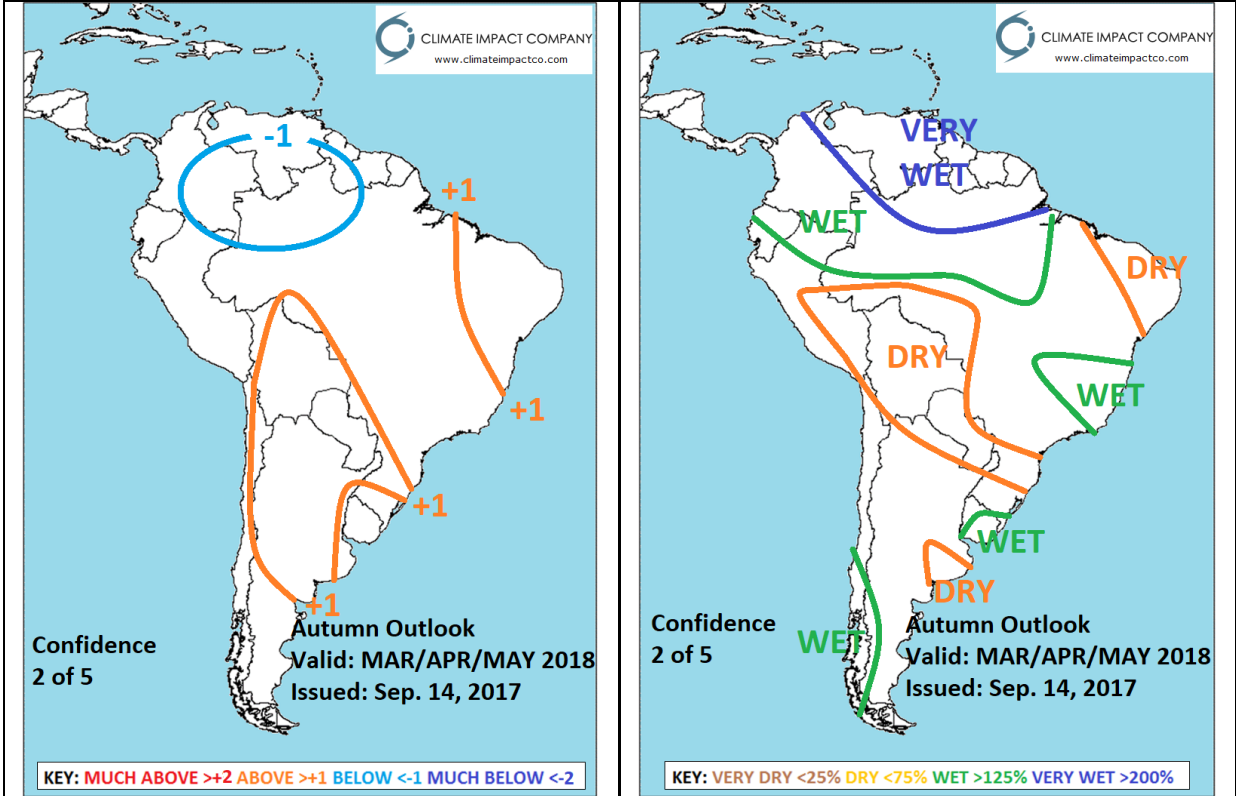 CLIMATE IMPACT COMPANY
www.climateimpactco.com
-1
+1
+1
+1
+1
Confidence
2 of 5
Autumn Outlook
Valid: MAR/APR/MAY 2018
Issued: Sep. 14, 2017
KEY: MUCH ABOVE >+2 ABOVE >+1 BELOW <-1 MUCH BELOW <-2
CLIMATE IMPACT COMPANY
www.climateimpactco.com
VERY
WET
WET
DRY
DRY
WET
WET
DRY
WET
Confidence
2 of 5
Autumn Outlook
Valid: MAR/APR/MAY 2018
Issued: Sep. 14, 2017
KEY: VERY DRY <25% DRY <75% WET >125% VERY WET >200%